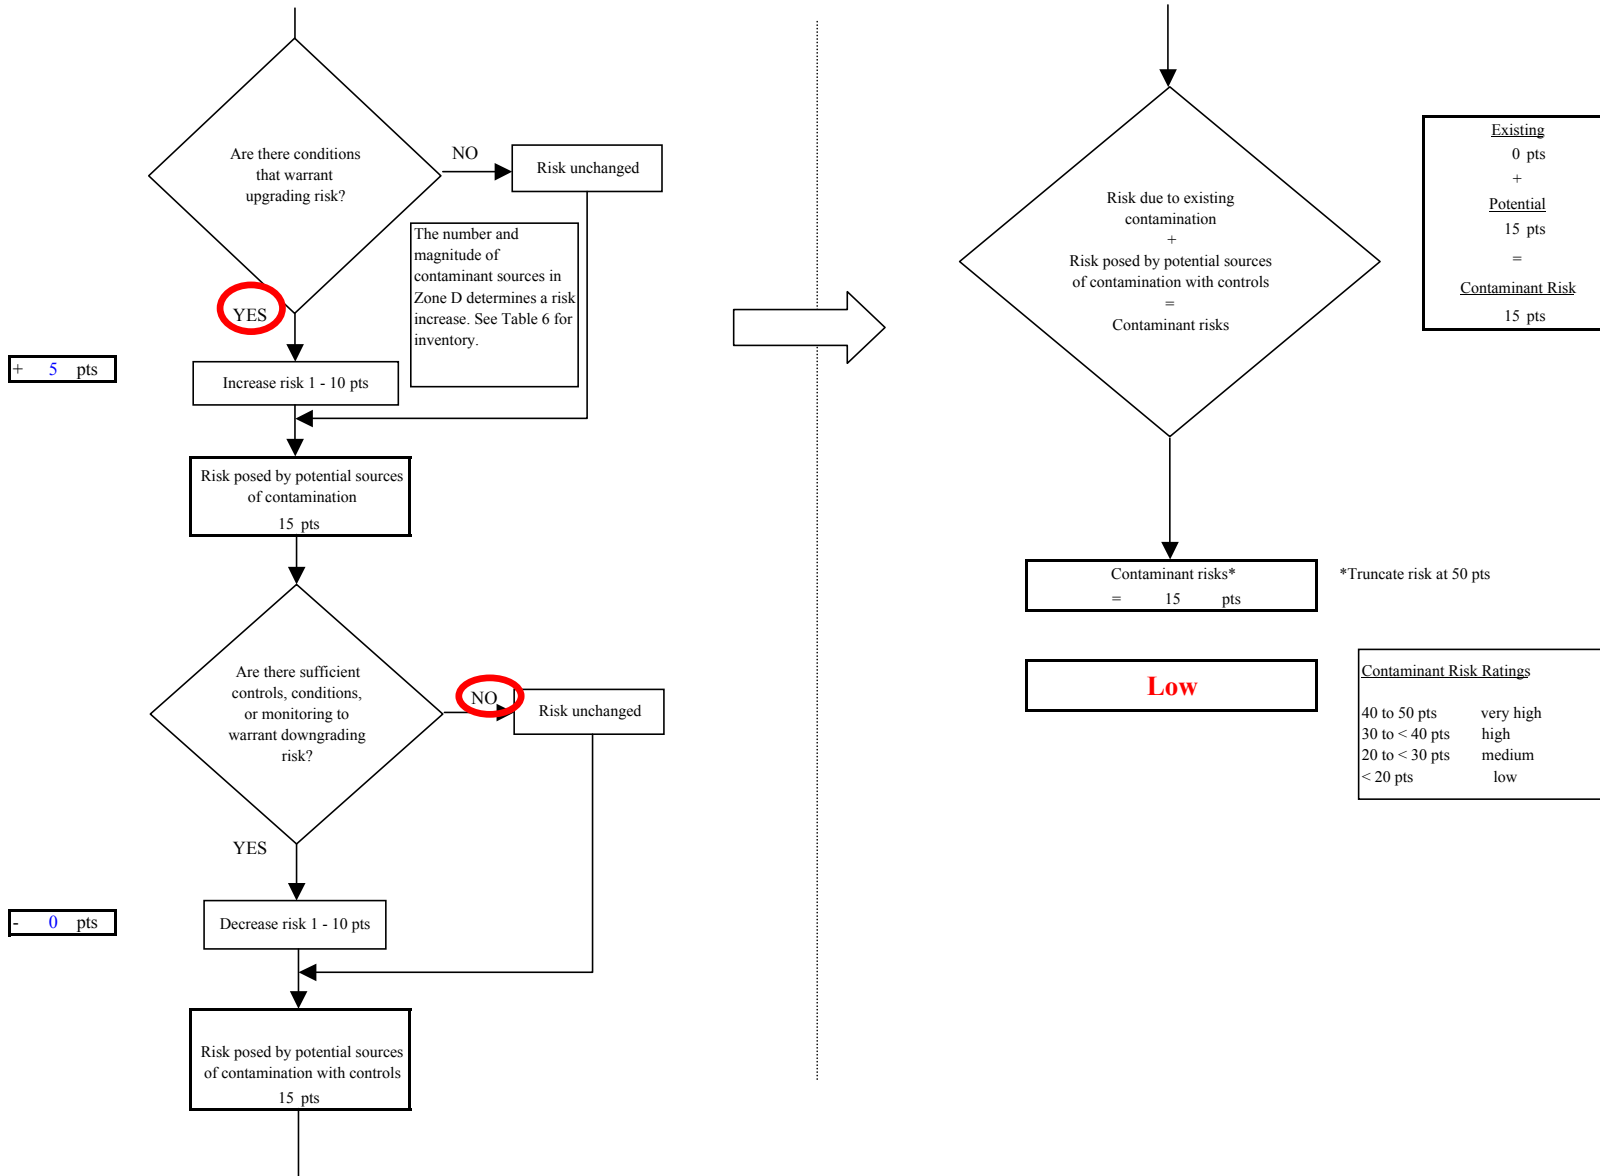 Are there conditions
that warrant
upgrading risk?
NO
Risk unchanged
The number and
magnitude of
contaminant sources in
Zone D determines a risk
increase. See Table 6 for
inventory.
YES
+ 5 pts
Increase risk 1 - 10 pts
Risk posed by potential sources
of contamination
15 pts
Are there sufficient
controls, conditions,
or monitoring to
warrant downgrading
risk?
NO
Risk unchanged
YES
- 0 pts
Decrease risk 1 - 10 pts
Risk posed by potential sources
of contamination with controls
15 pts
Risk due to existing
contamination
+
Risk posed by potential sources
of contamination with controls
=
Contaminant risks
Existing
0 pts
+
Potential
15 pts
=
Contaminant Risk
15 pts
Contaminant risks*
= 15 pts
*Truncate risk at 50 pts
Low
Contaminant Risk Ratings
40 to 50 pts very high
30 to < 40 pts high
20 to < 30 pts medium
< 20 pts low